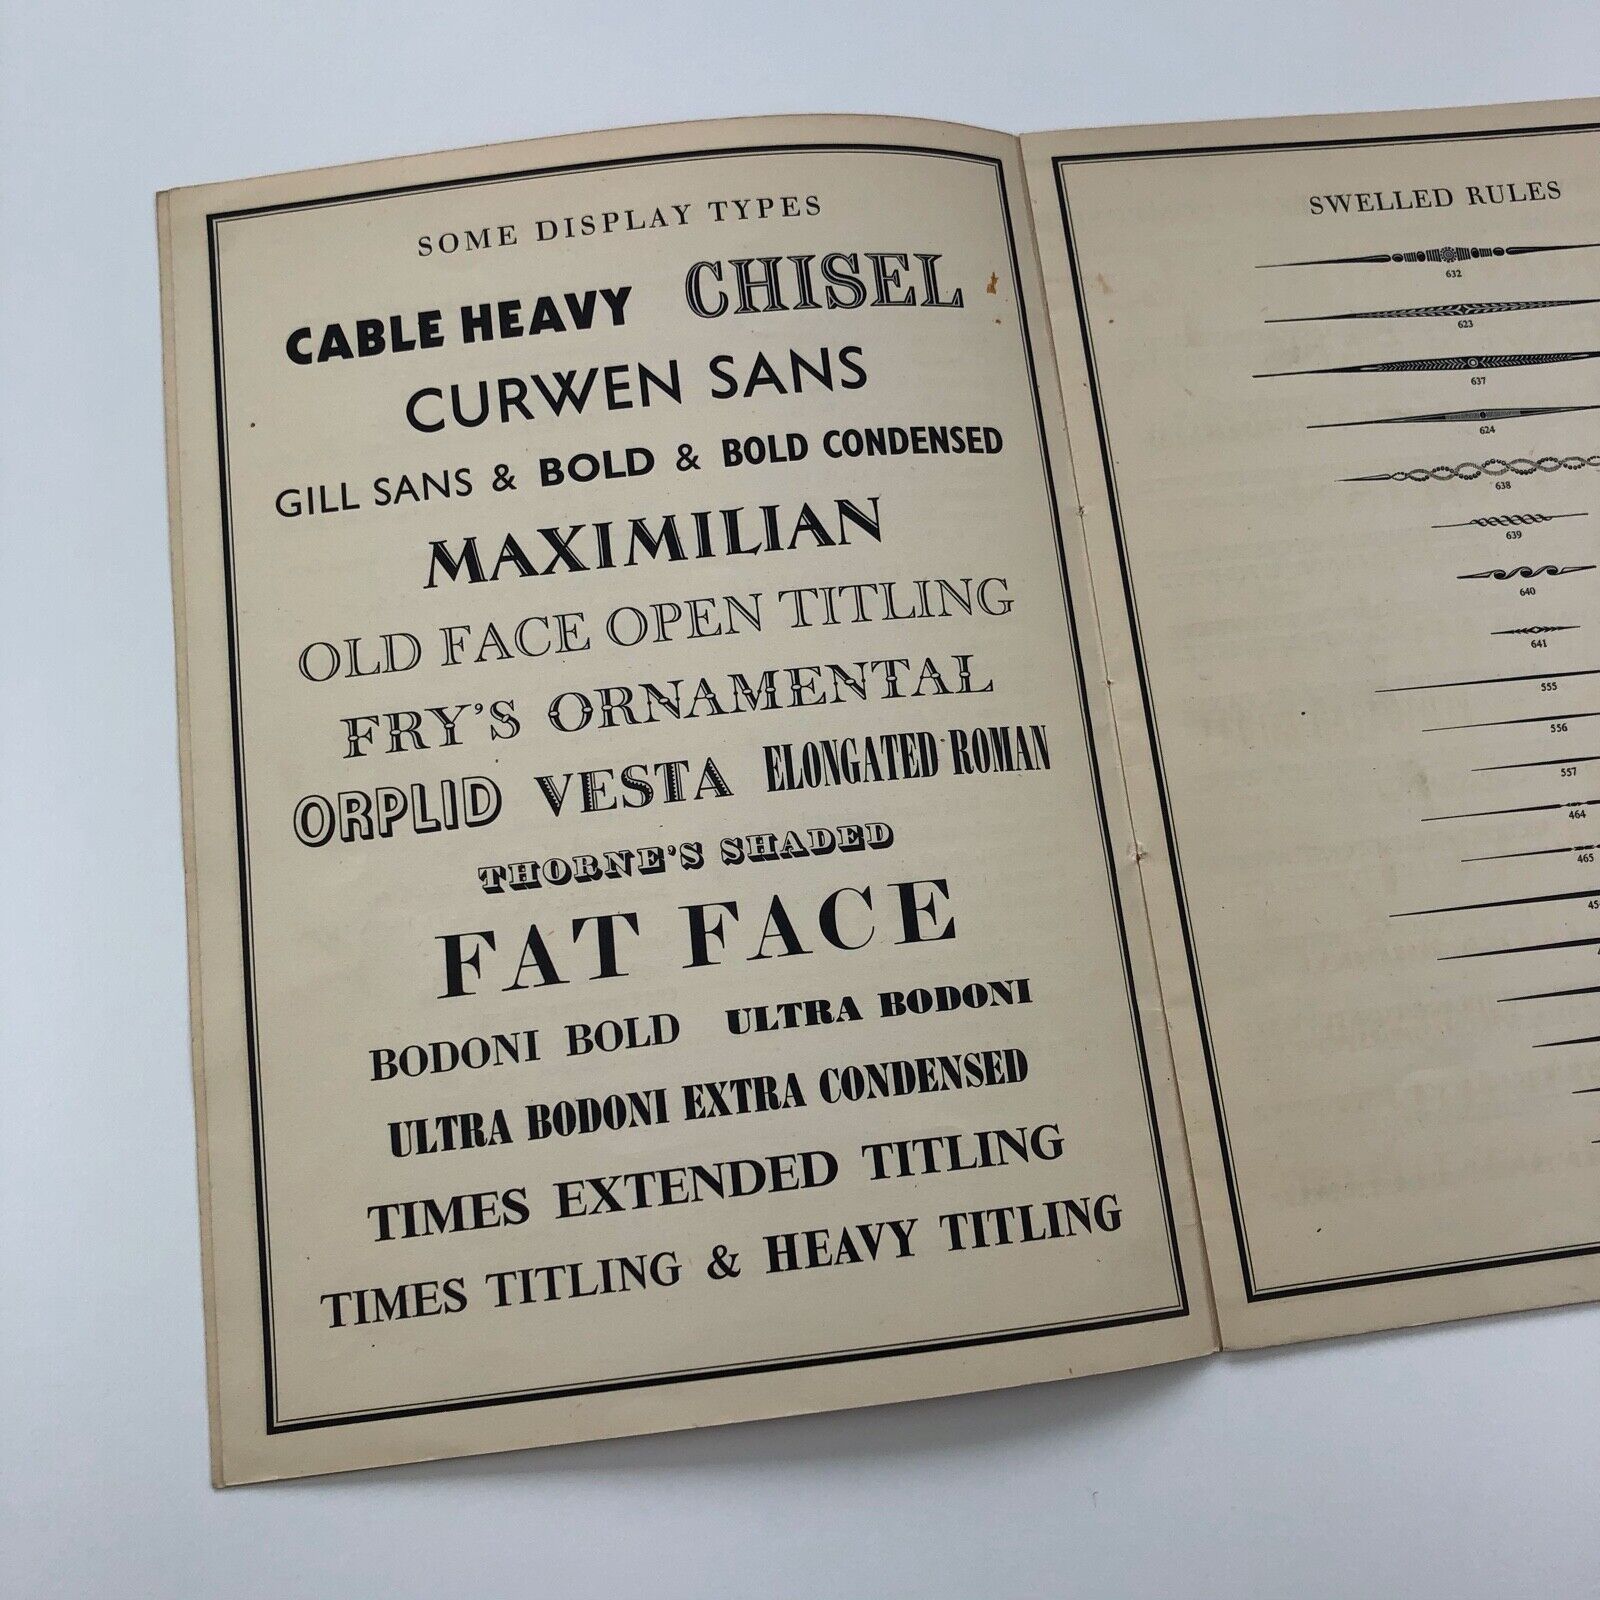 SOME DISPLAY TYPES
CABLE HEAVY CHISEL
CURWEN SANS
GILL SANS & BOLD & BOLD CONDENSED
MAXIMILIAN
OLD FACE OPEN TITLING
FRY'S ORNAMENTAL
ORPLID VESTA ELONGATED ROMAN
THORNE'S SHADED
FAT FACE
BODONI BOLD ULTRA BODONI
ULTRA BODONI EXTRA CONDENSED
TIMES EXTENDED TITLING
TIMES TITLING & HEAVY TITLING
SWELLED RULES
632
623
637
624
638
639
640
641
555
556
557
464
465